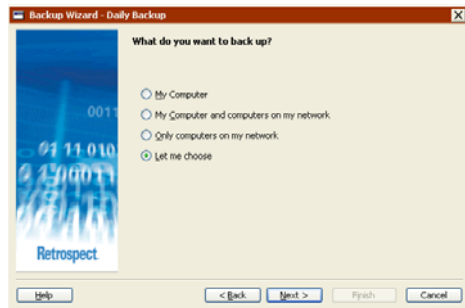 Backup Wizard - Daily Backup
What do you want to back up?
My Computer
My Computer and computers on my network
Only computers on my network
Let me choose
0011
01 11 010
Retrospect
Help
< Back
Next >
Finish
Cancel